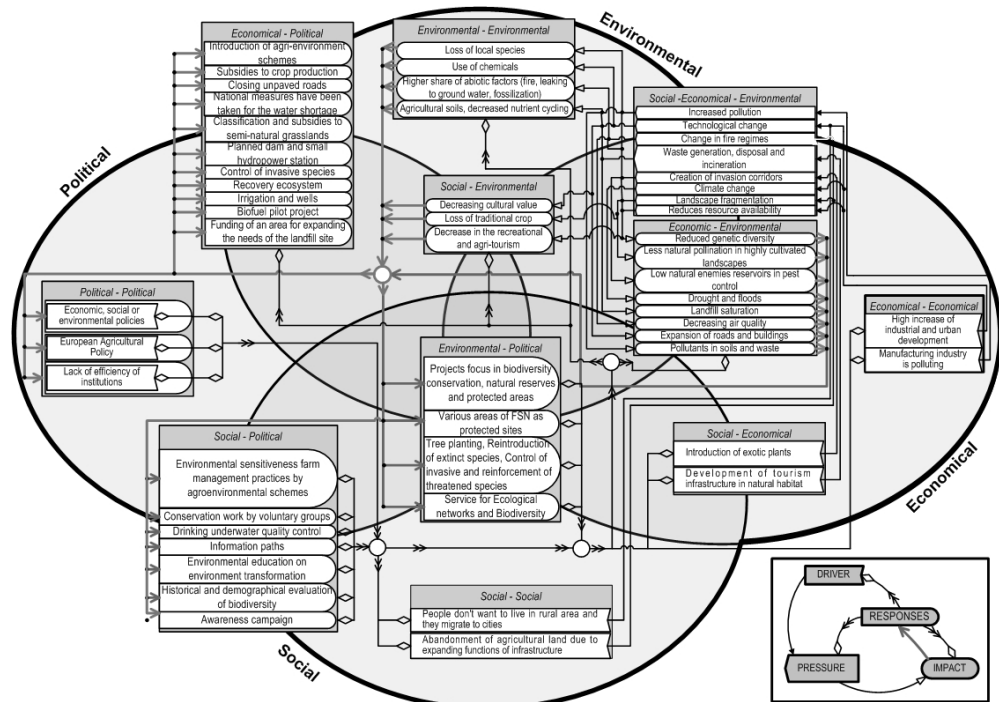 Environmental
Political
Economical
Social
Economical - Political
Introduction of agri-environment
schemes
Subsidies to crop production
Closing unpaved roads
National measures have been
taken for the water shortage
Classification and subsidies to
semi-natural grasslands
Planned dam and small
hydropower station
Control of invasive species
Recovery ecosystem
Irrigation and wells
Biofuel pilot project
Funding of an area for expanding
the needs of the landfill site
Environmental - Environmental
Loss of local species
Use of chemicals
Higher share of abiotic factors (fire, leaking
to ground water, fossilization)
Agricultural soils, decreased nutrient cycling
Social -Economical - Environmental
Increased pollution
Technological change
Change in fire regimes
Waste generation, disposal and
incineration
Creation of invasion corridors
Climate change
Landscape fragmentation
Reduces resource availability
Social - Environmental
Decreasing cultural value
Loss of traditional crop
Decrease in the recreational
and agri-tourism
Economic - Environmental
Reduced genetic diversity
Less natural pollination in highly cultivated
landscapes
Low natural enemies reservoirs in pest
control
Drought and floods
Landfill saturation
Decreasing air quality
Expansion of roads and buildings
Pollutants in soils and waste
Political - Political
Economic, social or
environmental policies
European Agricultural
Policy
Lack of efficiency of
institutions
Economical - Economical
High increase of
industrial and urban
development
Manufacturing industry
is polluting
Environmental - Political
Projects focus in biodiversity
conservation, natural reserves
and protected areas
Various areas of FSN as
protected sites
Tree planting, Reintroduction
of extinct species, Control of
invasive and reinforcement of
threatened species
Service for Ecological
networks and Biodiversity
Social - Political
Environmental sensitiveness farm
management practices by
agroenvironmental schemes
Conservation work by voluntary groups
Drinking underwater quality control
Information paths
Environmental education on
environment transformation
Historical and demographical evaluation
of biodiversity
Awareness campaign
Social - Economical
Introduction of exotic plants
Development of tourism
infrastructure in natural habitat
Social - Social
People don't want to live in rural area and
they migrate to cities
Abandonment of agricultural land due to
expanding functions of infrastructure
DRIVER
RESPONSES
PRESSURE
IMPACT